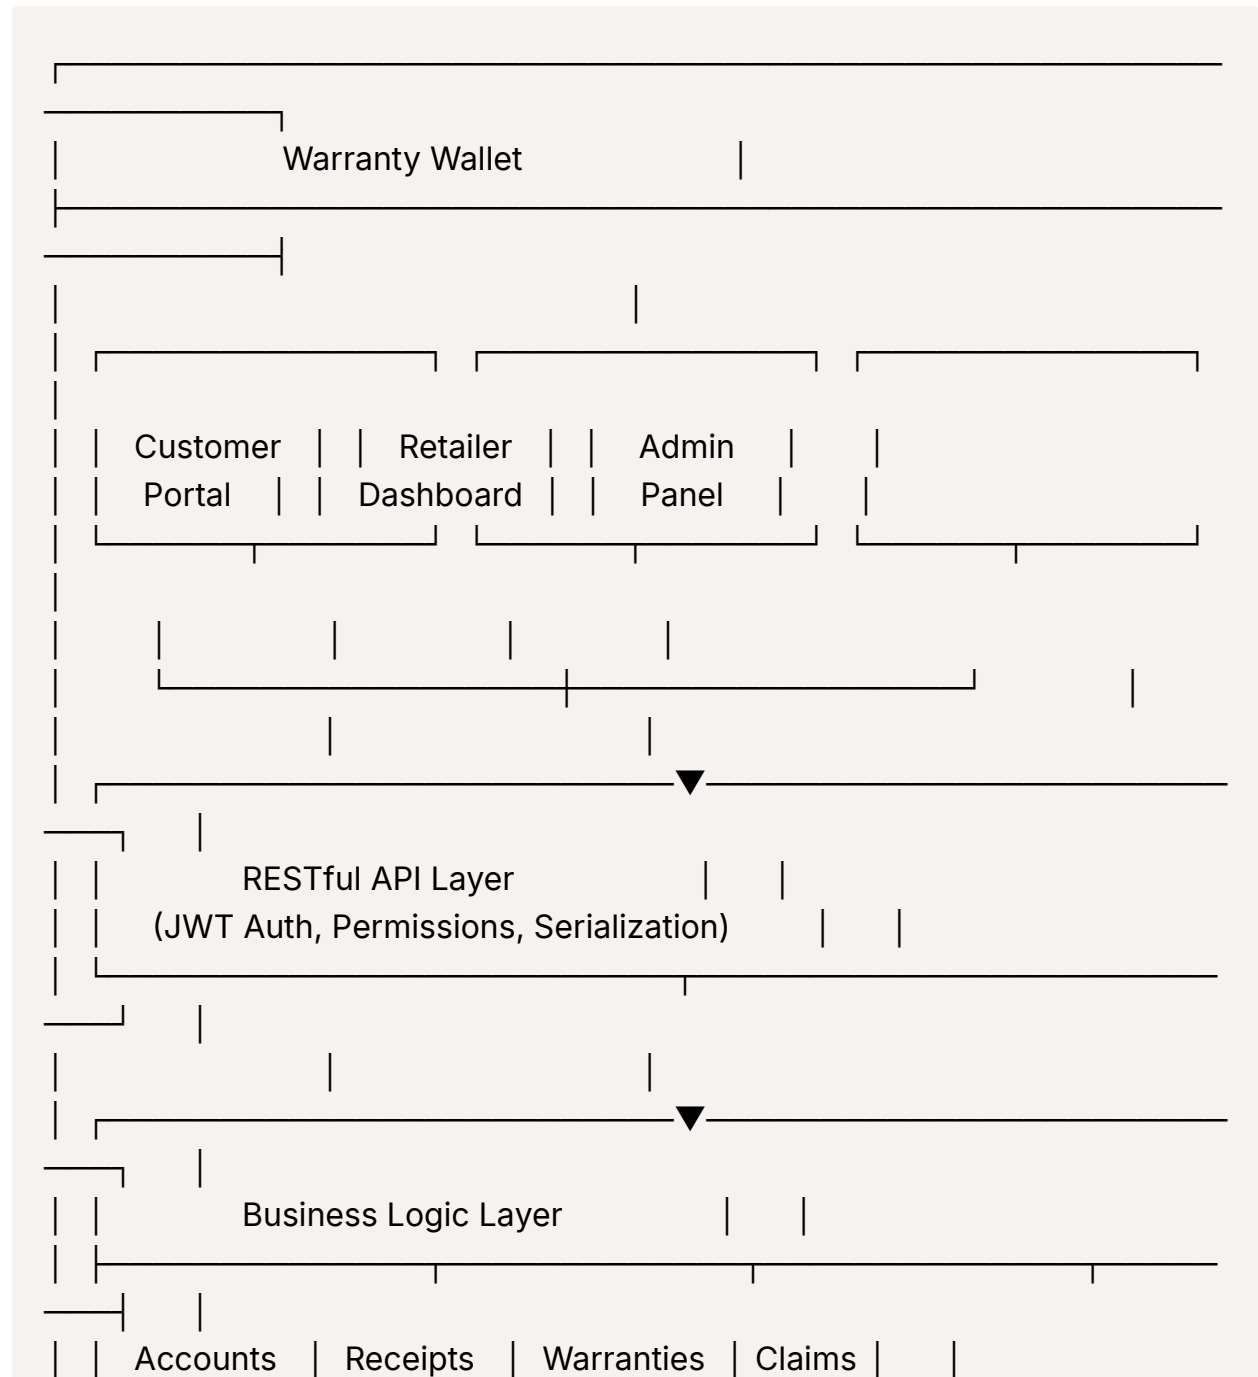 Warranty Wallet
Customer Retailer Admin
Portal Dashboard Panel
RESTful API Layer
(JWT Auth, Permissions, Serialization)
Business Logic Layer
Accounts Receipts Warranties Claims